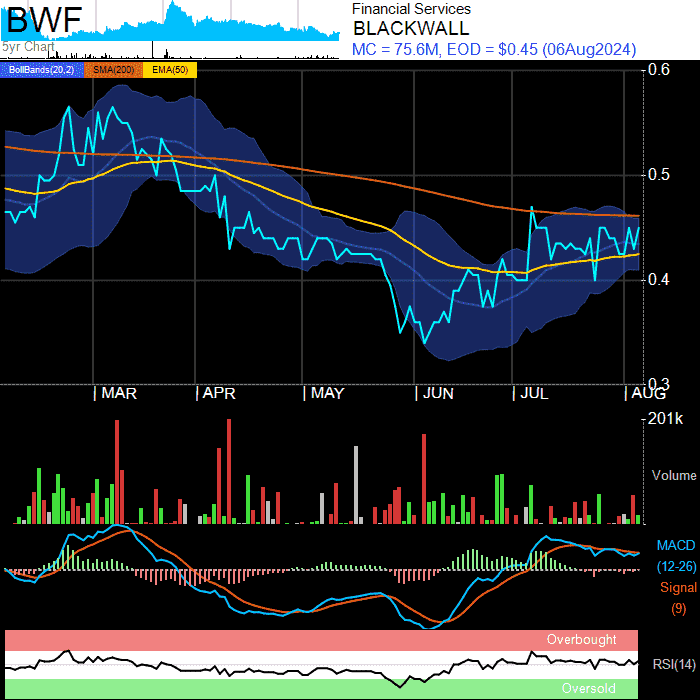 BWF
5yr Chart
Financial Services
BLACKWALL
MC = 75.6M, EOD = $0.45 (06Aug2024)
BollBands(20,2) SMA(200) EMA(50)
0.6
0.5
0.4
0.3
| MAR | APR | MAY | JUN | JUL | AUG
201k
Volume
MACD
(12-26)
Signal
(9)
Overbought
RSI(14)
Oversold